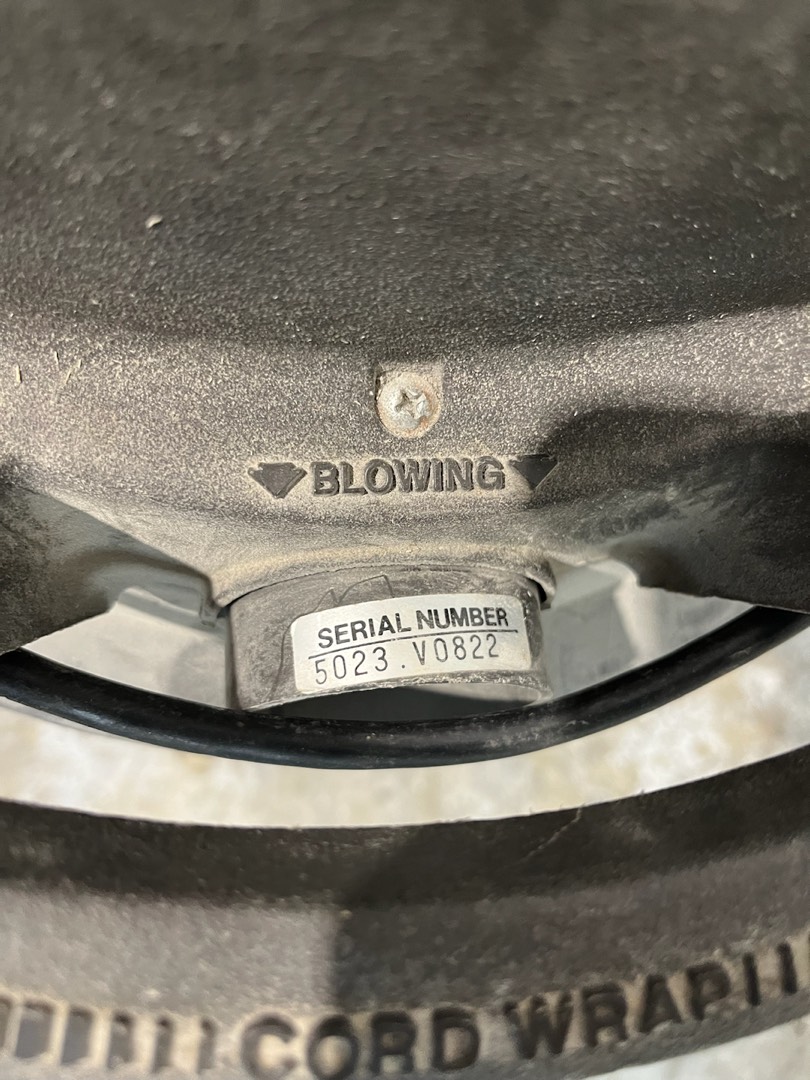 BLOWING
SERIAL NUMBER
5023.V0822
CORD WRAP